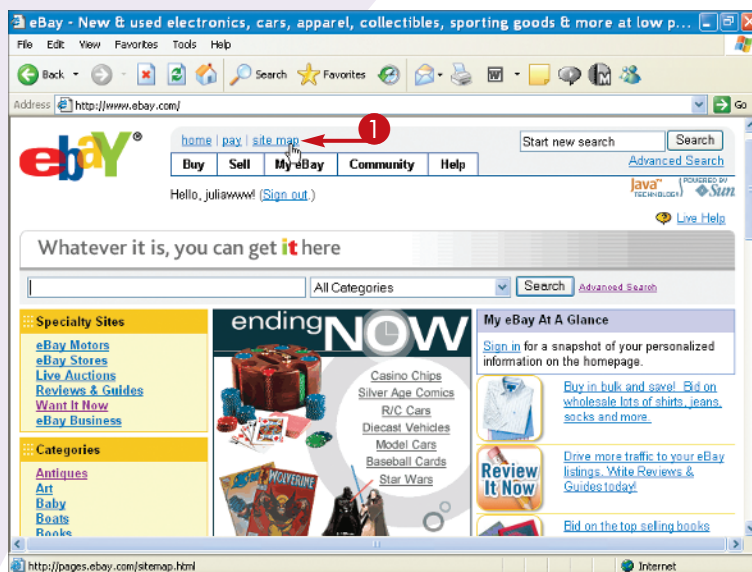 eBay - New & used electronics, cars, apparel, collectibles, sporting goods & more at low p...
File Edit View Favorites Tools Help
Back Search Favorites
Address http://www.ebay.com/ Go
ebaY®
home | pay | site map
1
Start new search Search
Buy Sell My eBay Community Help
Advanced Search
Hello, juliawww! (Sign out.)
Java™ TECHNOLOGY POWERED BY Sun
Live Help
Whatever it is, you can get it here
All Categories Search Advanced Search
Specialty Sites
eBay Motors
eBay Stores
Live Auctions
Reviews & Guides
Want It Now
eBay Business
Categories
Antiques
Art
Baby
Boats
Books
ending NOW
Casino Chips
Silver Age Comics
R/C Cars
Diecast Vehicles
Model Cars
Baseball Cards
Star Wars
WOLVERINE
My eBay At A Glance
Sign in for a snapshot of your personalized
information on the homepage.
Buy in bulk and save! Bid on
wholesale lots of shirts, jeans,
socks and more.
Review
It Now
Drive more traffic to your eBay
listings. Write Reviews &
Guides today!
Bid on the top selling books
http://pages.ebay.com/sitemap.html Internet